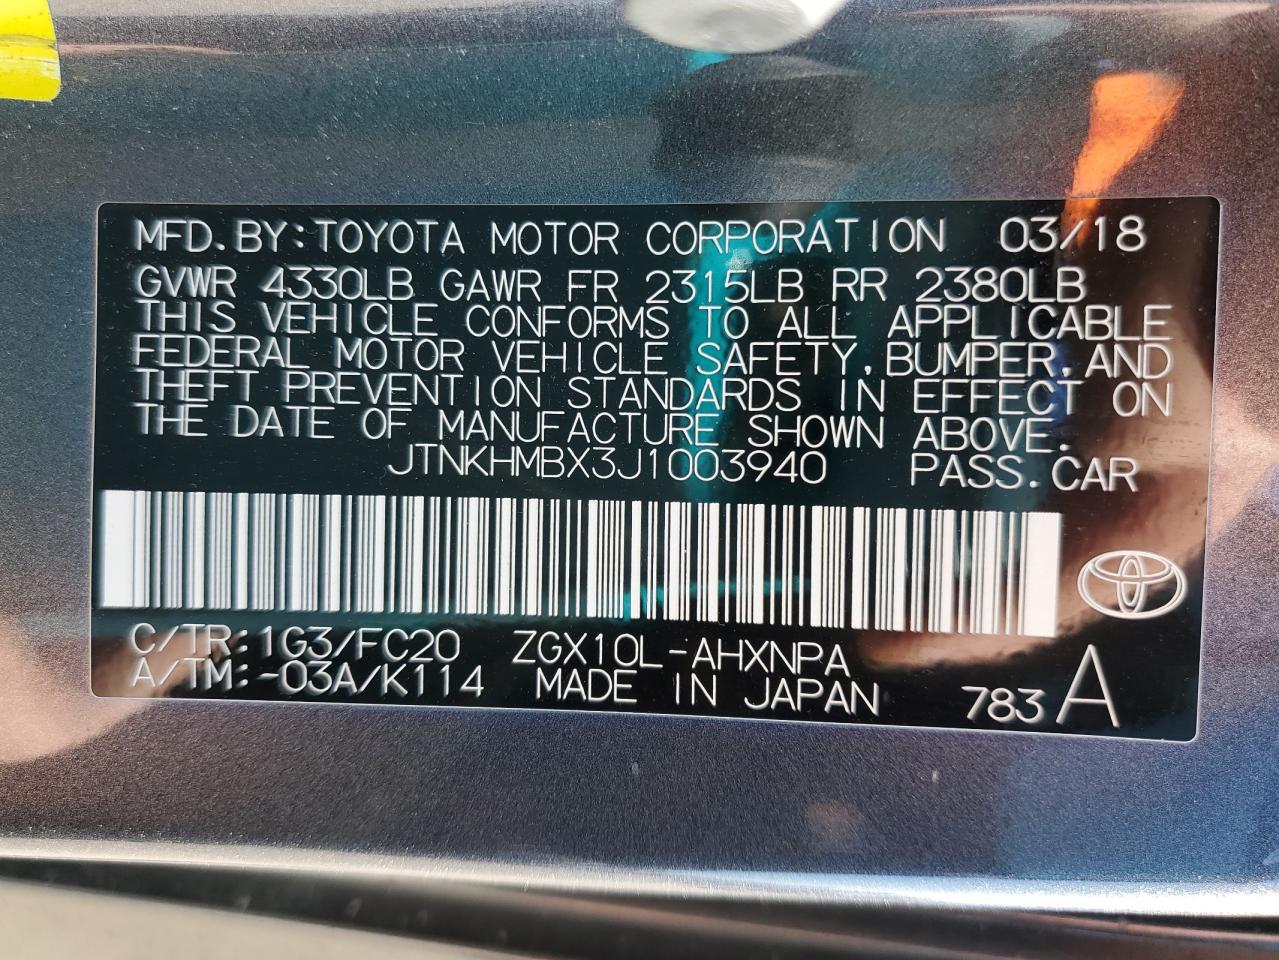 MFD.BY:TOYOTA MOTOR CORPORATION 03/18
GVWR 4330LB GAWR FR 2315LB RR 2380LB
THIS VEHICLE CONFORMS TO ALL APPLICABLE
FEDERAL MOTOR VEHICLE SAFETY,BUMPER,AND
THEFT PREVENTION STANDARDS IN EFFECT ON
THE DATE OF MANUFACTURE SHOWN ABOVE.
JTNKHMBX3J1003940 PASS.CAR
C/TR:1G3/FC20 ZGX10L-AHXNPA
A/TM:-03A/K114 MADE IN JAPAN 783 A